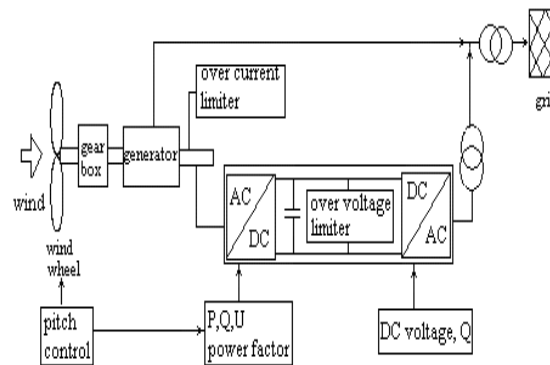 over current
limiter
gri
gear
box
generator
wind
wind
wheel
AC
DC
over voltage
limiter
DC
AC
pitch
control
P,Q,U
power factor
DC voltage, Q